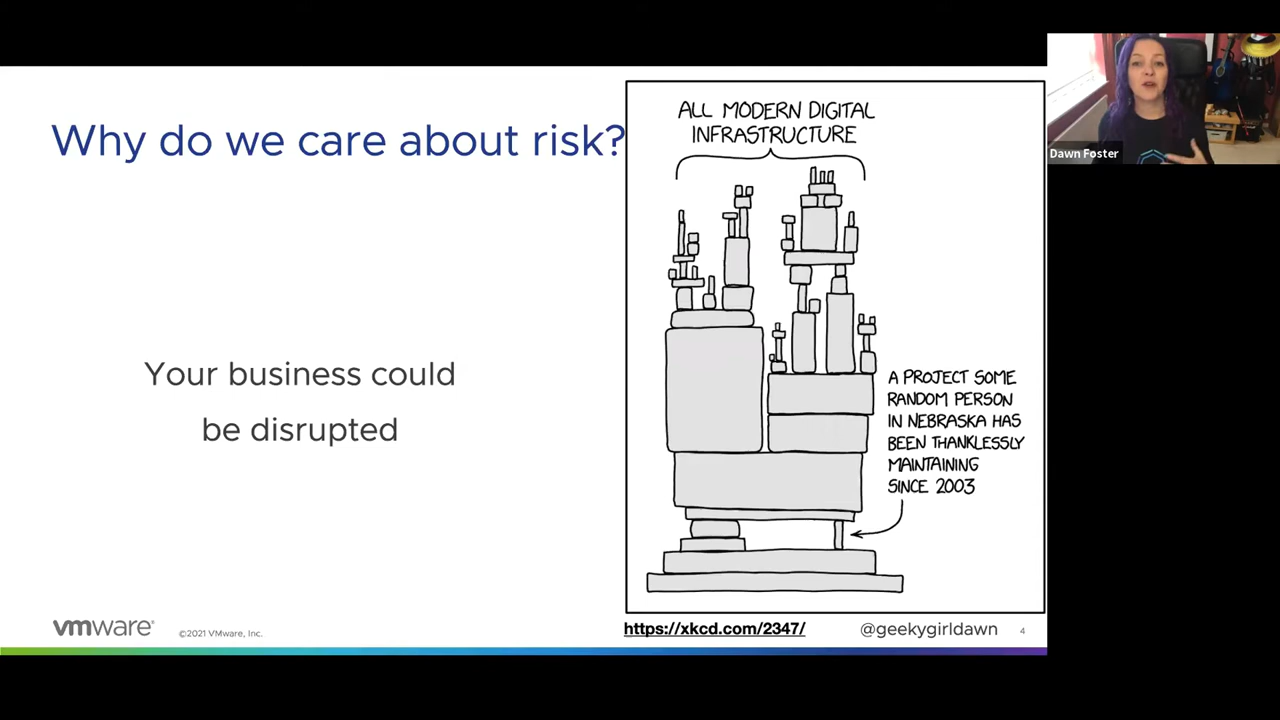 Why do we care about risk?
Your business could
be disrupted
ALL MODERN DIGITAL
INFRASTRUCTURE
A PROJECT SOME
RANDOM PERSON
IN NEBRASKA HAS
BEEN THANKLESSLY
MAINTAINING
SINCE 2003
vmware®
©2021 VMware, Inc.
https://xkcd.com/2347/
@geekygirldawn
4
Dawn Foster